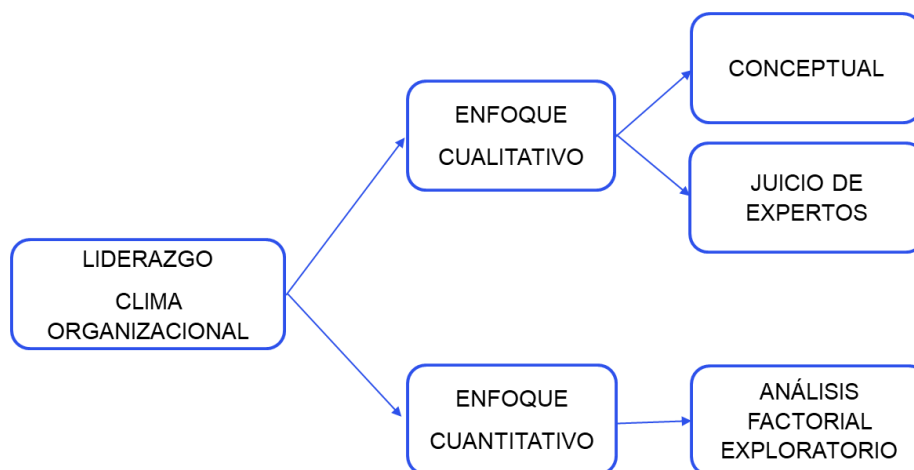 LIDERAZGO
CLIMA
ORGANIZACIONAL
ENFOQUE
CUALITATIVO
CONCEPTUAL
JUICIO DE
EXPERTOS
ENFOQUE
CUANTITATIVO
ANÁLISIS
FACTORIAL
EXPLORATORIO